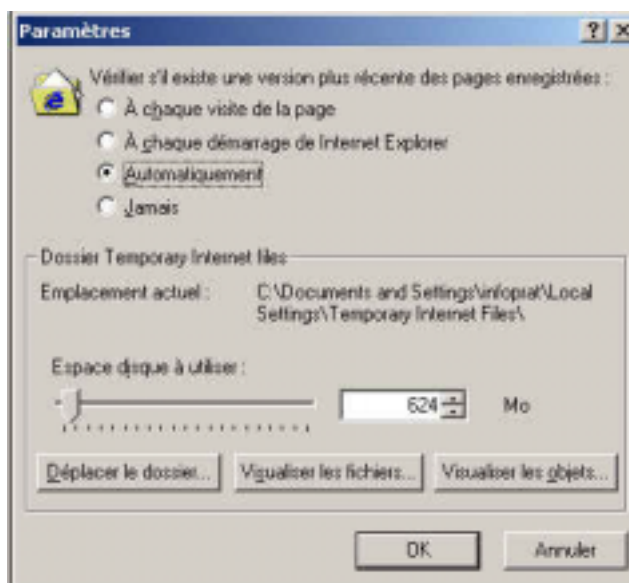 Paramètres
Vérifier s'il existe une version plus récente des pages enregistrées :
À chaque visite de la page
À chaque démarrage de Internet Explorer
Automatiquement
Jamais
Dossier Temporary Internet files
Emplacement actuel : C:\Documents and Settings\infoprat\Local
Settings\Temporary Internet Files\
Espace disque à utiliser :
624 Mo
Déplacer le dossier... Visualiser les fichiers... Visualiser les objets...
OK Annuler